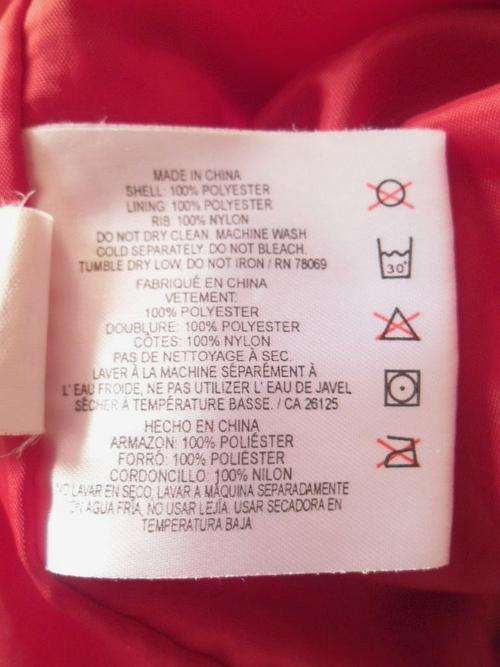 MADE IN CHINA
SHELL: 100% POLYESTER
LINING: 100% POLYESTER
RIB: 100% NYLON
DO NOT DRY CLEAN. MACHINE WASH
COLD SEPARATELY. DO NOT BLEACH.
TUMBLE DRY LOW. DO NOT IRON / RN 78069
FABRIQUÉ EN CHINA
VETEMENT:
100% POLYESTER
DOUBLURE: 100% POLYESTER
CÔTES: 100% NYLON
PAS DE NETTOYAGE À SEC.
LAVER À LA MACHINE SÉPARÉMENT À
L' EAU FROIDE, NE PAS UTILIZER L' EAU DE JAVEL
SÉCHER À TEMPÉRATURE BASSE. / CA 26125
HECHO EN CHINA
ARMAZON: 100% POLIÉSTER
FORRO: 100% POLIÉSTER
CORDONCILLO: 100% NILON
NO LAVAR EN SECO, LAVAR A MÁQUINA SEPARADAMENTE
EN AGUA FRÍA, NO USAR LEJÍA, USAR SECADORA EN
TEMPERATURA BAJA
30°